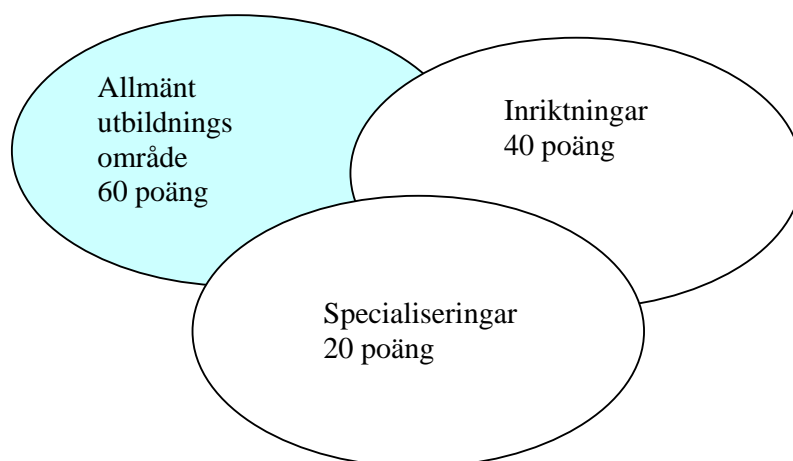 Allmänt
utbildnings
område
60 poäng
Inriktningar
40 poäng
Specialiseringar
20 poäng